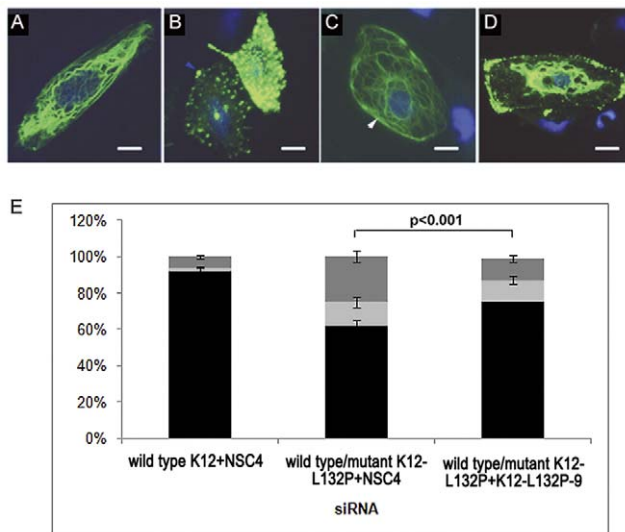 A
B
C
D
E
p<0.001
120%
100%
80%
60%
40%
20%
0%
wild type K12+NSC4
wild type/mutant K12-
L132P+NSC4
wild type/mutant K12-
L132P+K12-L132P-9
siRNA